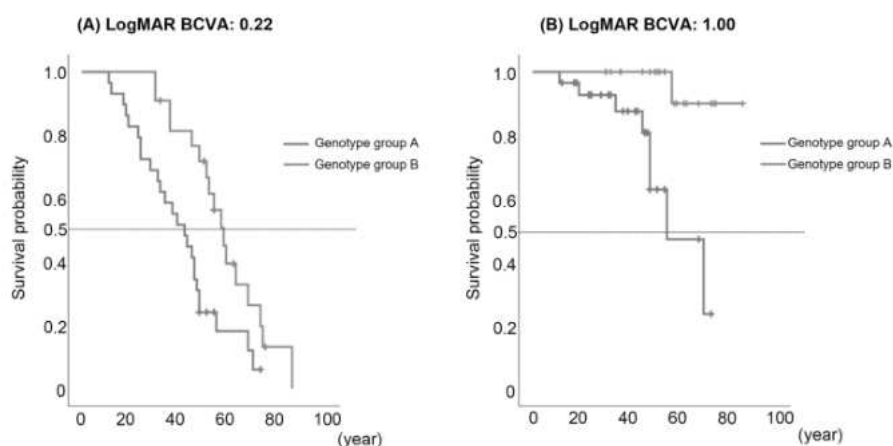 (A) LogMAR BCVA: 0.22
Survival probability
1.0
0.8
0.6
0.5
0.4
0.2
0
0 20 40 60 80 100
(year)
Genotype group A
Genotype group B
(B) LogMAR BCVA: 1.00
Survival probability
1.0
0.8
0.6
0.5
0.4
0.2
0
0 20 40 60 80 100
(year)
Genotype group A
Genotype group B